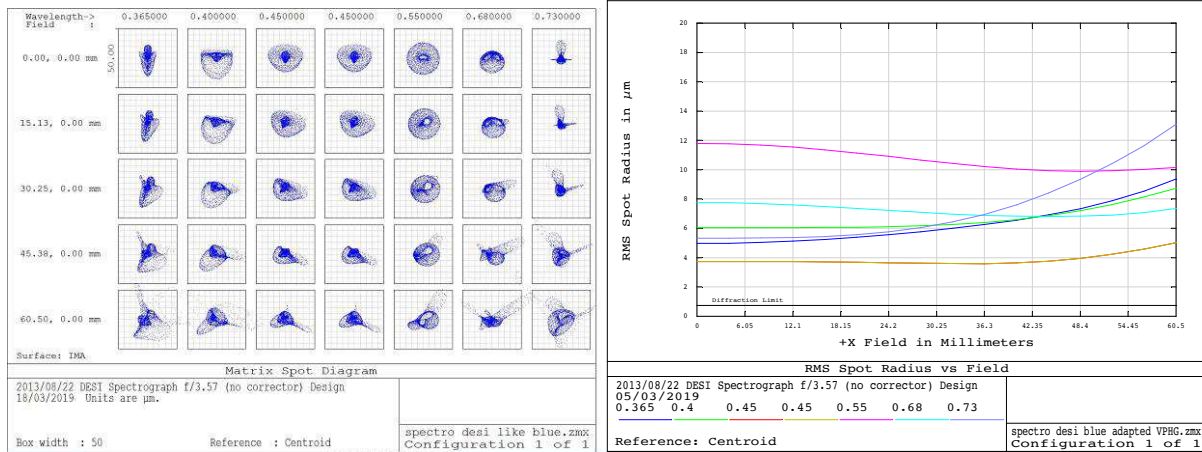 Wavelength-> 0.365000 0.400000 0.450000 0.450000 0.550000 0.680000 0.730000
Field :
0.00, 0.00 mm
50.00
15.13, 0.00 mm
30.25, 0.00 mm
45.38, 0.00 mm
60.50, 0.00 mm
Surface: IMA
Matrix Spot Diagram
2013/08/22 DESI Spectrograph f/3.57 (no corrector) Design
18/03/2019 Units are µm.
Box width : 50 Reference : Centroid
spectro desi like blue.zmx
Configuration 1 of 1
20
18
16
14
12
10
8
6
4
2
0
RMS Spot Radius in µm
Diffraction Limit
0 6.05 12.1 18.15 24.2 30.25 36.3 42.35 48.4 54.45 60.5
+X Field in Millimeters
RMS Spot Radius vs Field
2013/08/22 DESI Spectrograph f/3.57 (no corrector) Design
05/03/2019
0.365 0.4 0.45 0.45 0.55 0.68 0.73
Reference: Centroid
spectro desi blue adapted VPHG.zmx
Configuration 1 of 1